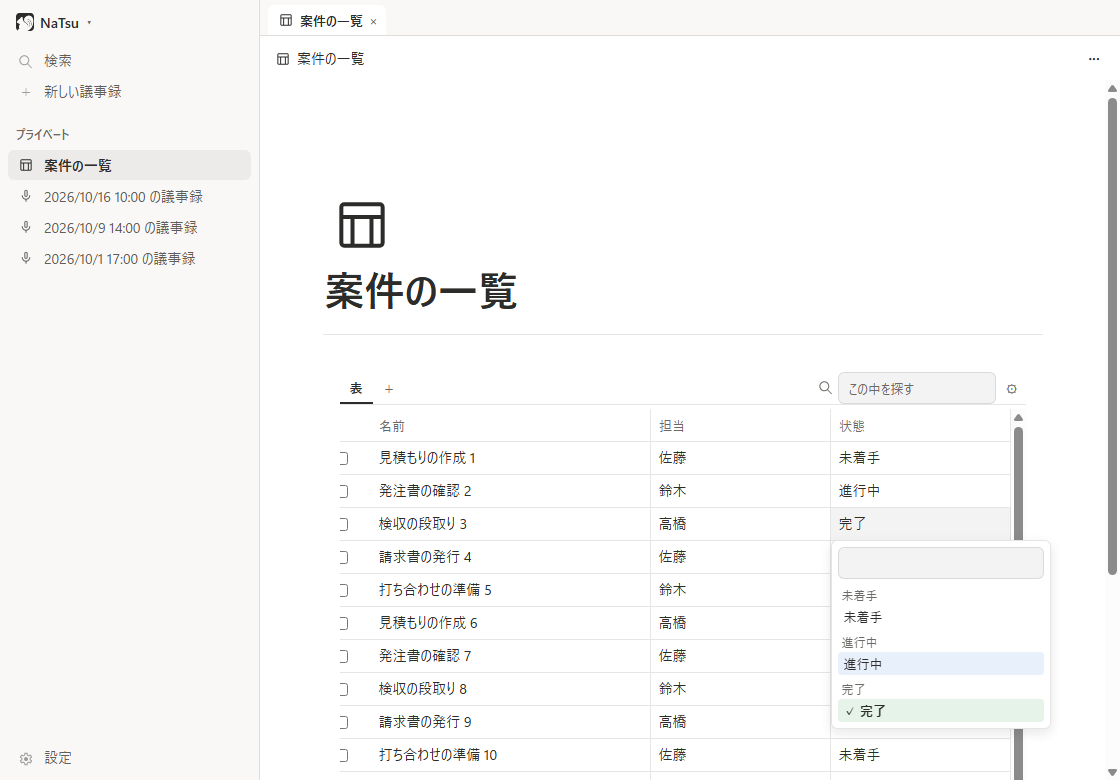 NaTsu
検索
新しい議事録
プライベート
案件の一覧
2026/10/16 10:00 の議事録
2026/10/9 14:00 の議事録
2026/10/1 17:00 の議事録
設定
案件の一覧 ×
案件の一覧
案件の一覧
表
この中を探す
名前 担当 状態
見積もりの作成 1 佐藤 未着手
発注書の確認 2 鈴木 進行中
検収の段取り 3 高橋 完了
請求書の発行 4 佐藤
打ち合わせの準備 5 鈴木
見積もりの作成 6 高橋
発注書の確認 7 佐藤
検収の段取り 8 鈴木
請求書の発行 9 高橋
打ち合わせの準備 10 佐藤 未着手
未着手
未着手
進行中
進行中
完了
✓ 完了